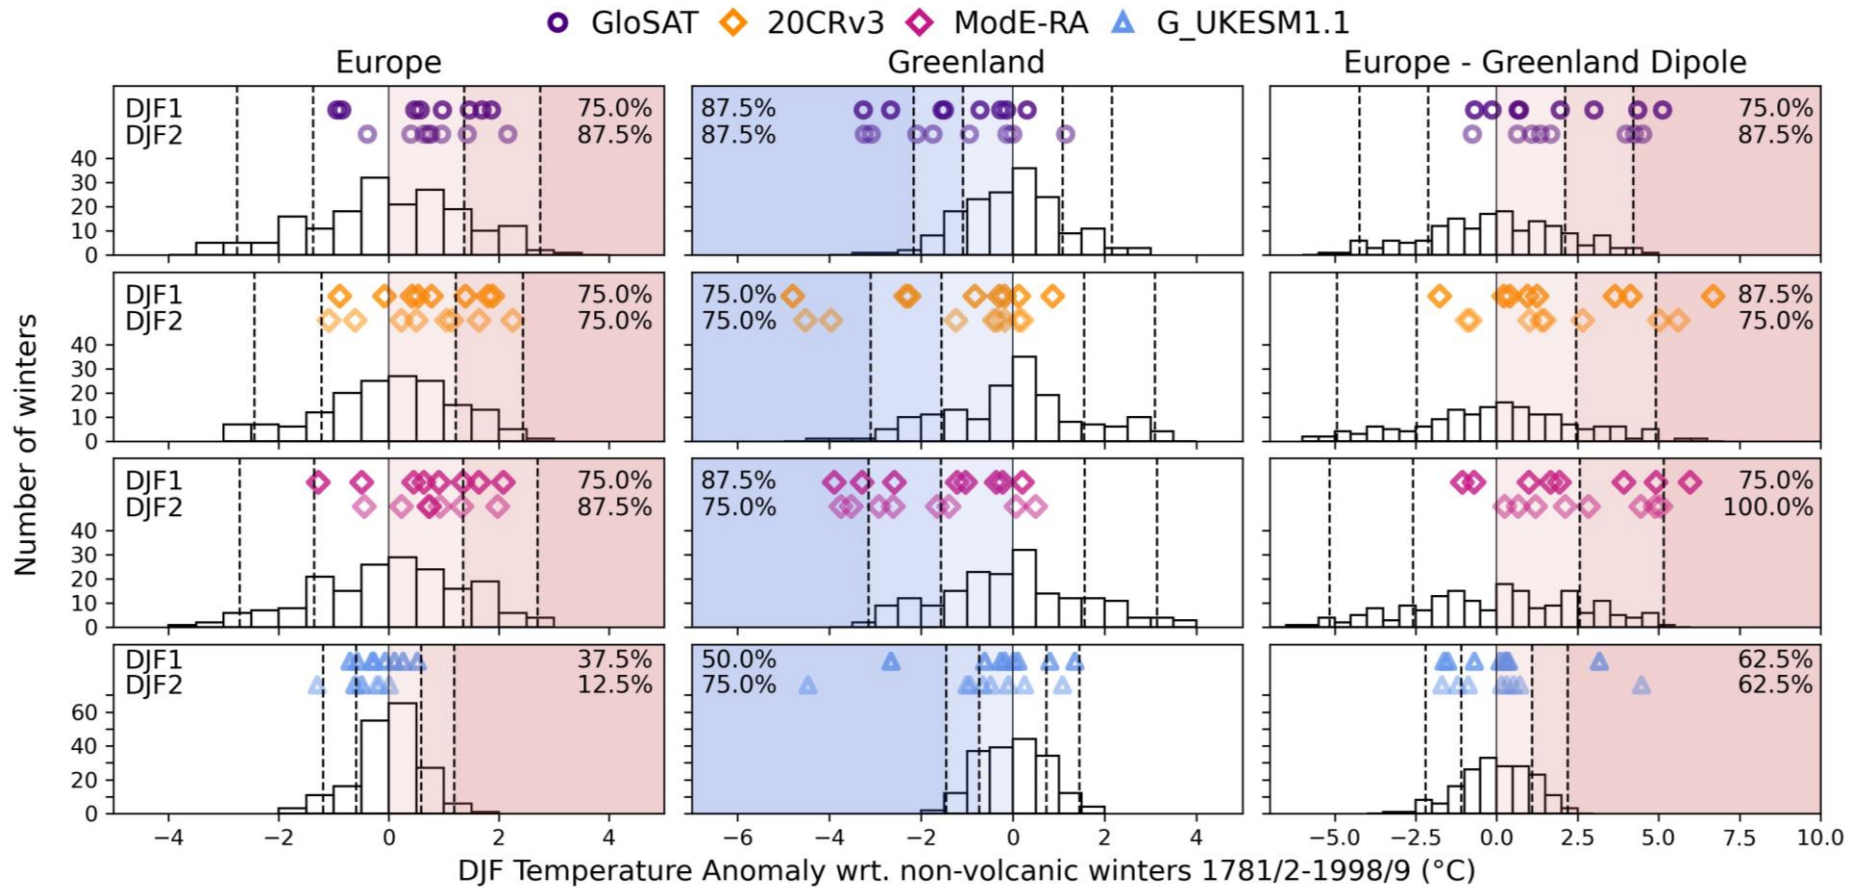 GloSAT 20CRv3 ModE-RA G_UKESM1.1
Europe Greenland Europe - Greenland Dipole
DJF1 75.0% 87.5% 75.0%
DJF2 87.5% 87.5% 87.5%
40
30
20
10
0
DJF1 75.0% 75.0% 87.5%
DJF2 75.0% 75.0% 75.0%
40
30
20
10
0
DJF1 75.0% 87.5% 75.0%
DJF2 87.5% 75.0% 100.0%
40
30
20
10
0
DJF1 37.5% 50.0% 62.5%
DJF2 12.5% 75.0% 62.5%
60
40
20
0
Number of winters
−4 −2 0 2 4 −6 −4 −2 0 2 4 −5.0 −2.5 0.0 2.5 5.0 7.5 10.0
DJF Temperature Anomaly wrt. non-volcanic winters 1781/2-1998/9 (°C)